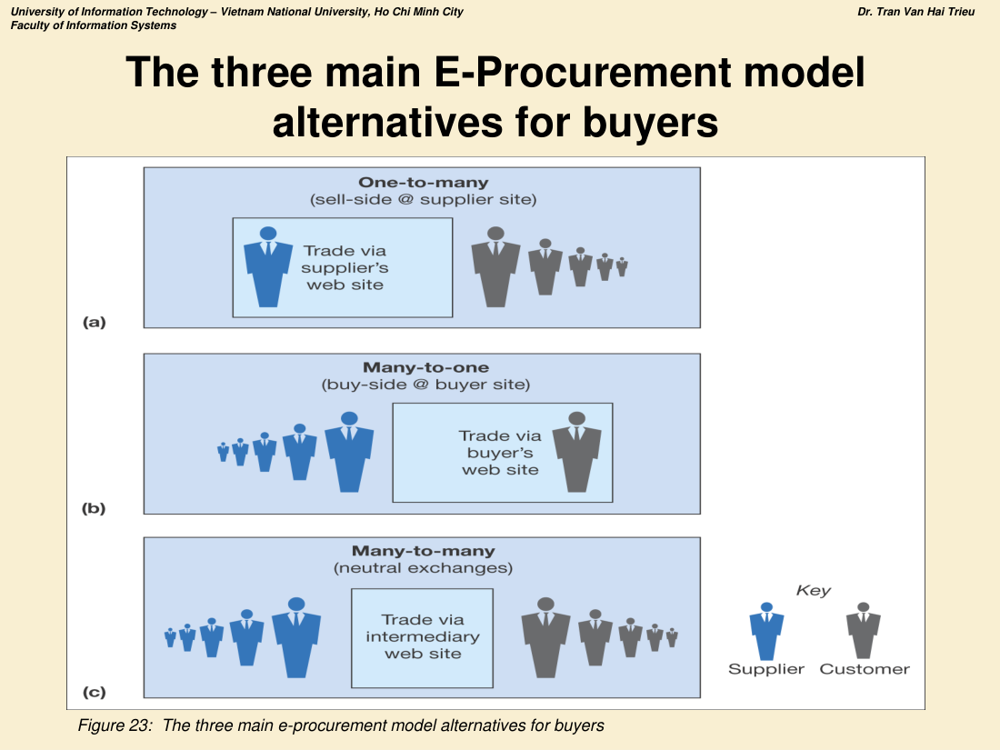 University of Information Technology – Vietnam National University, Ho Chi Minh City
Faculty of Information Systems
Dr. Tran Van Hai Trieu
The three main E-Procurement model
alternatives for buyers
One-to-many
(sell-side @ supplier site)
Trade via
supplier’s
web site
(a)
Many-to-one
(buy-side @ buyer site)
Trade via
buyer’s
web site
(b)
Many-to-many
(neutral exchanges)
Trade via
intermediary
web site
(c)
Key
Supplier
Customer
Figure 23: The three main e-procurement model alternatives for buyers